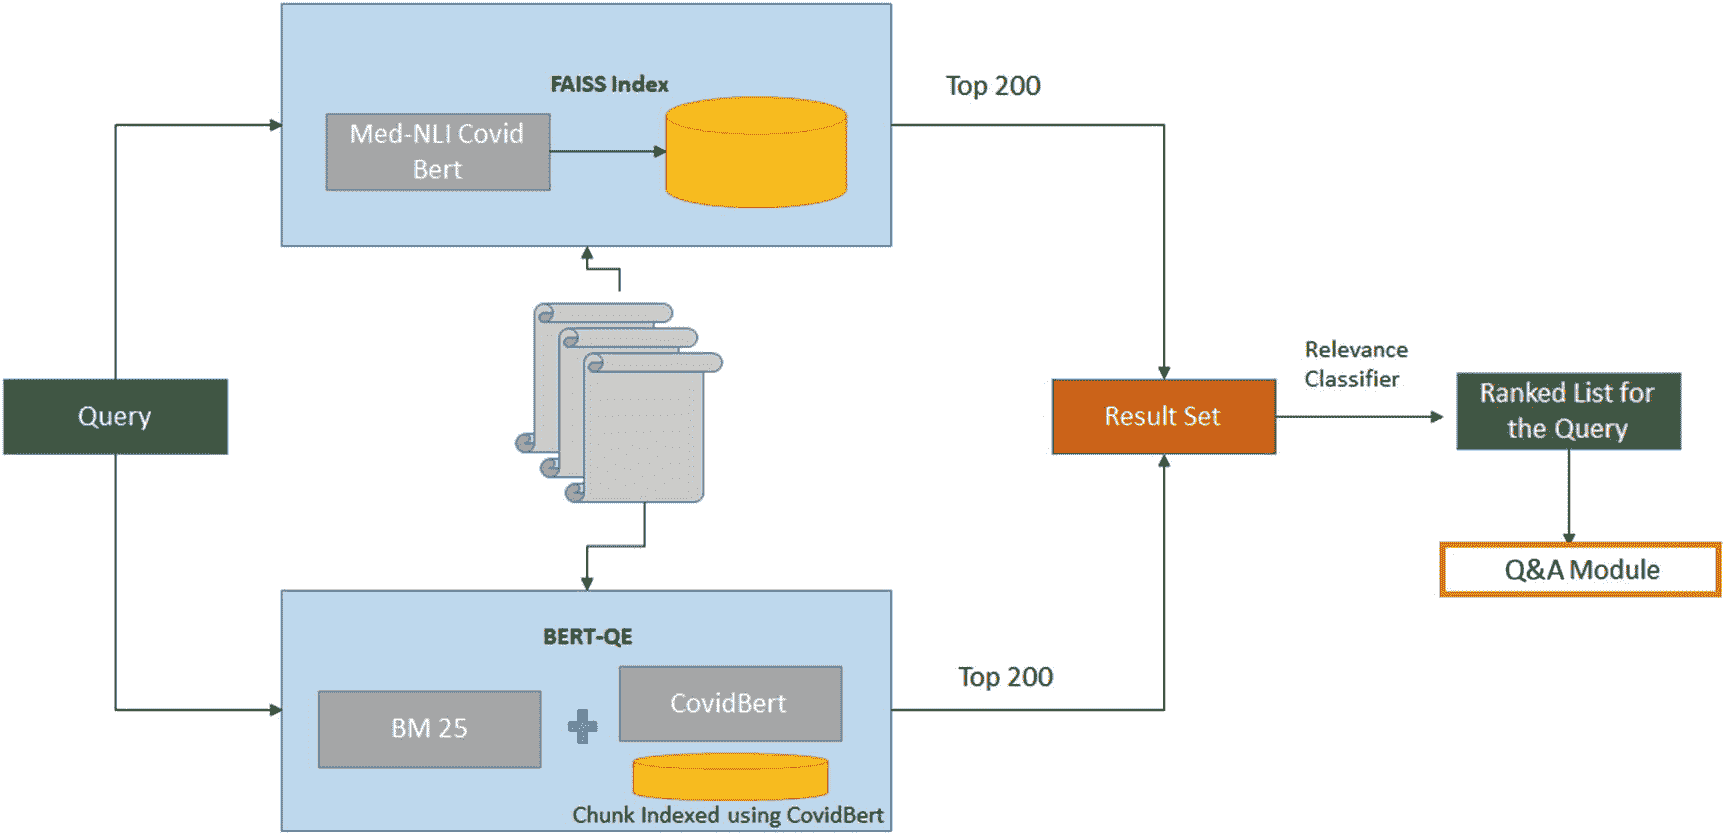 FAISS Index
Top 200
Med-NLI Covid
Bert
Query
Relevance
Classifier
Result Set
Ranked List for
the Query
Q&A Module
BERT-QE
Top 200
BM 25
CovidBert
Chunk Indexed using CovidBert